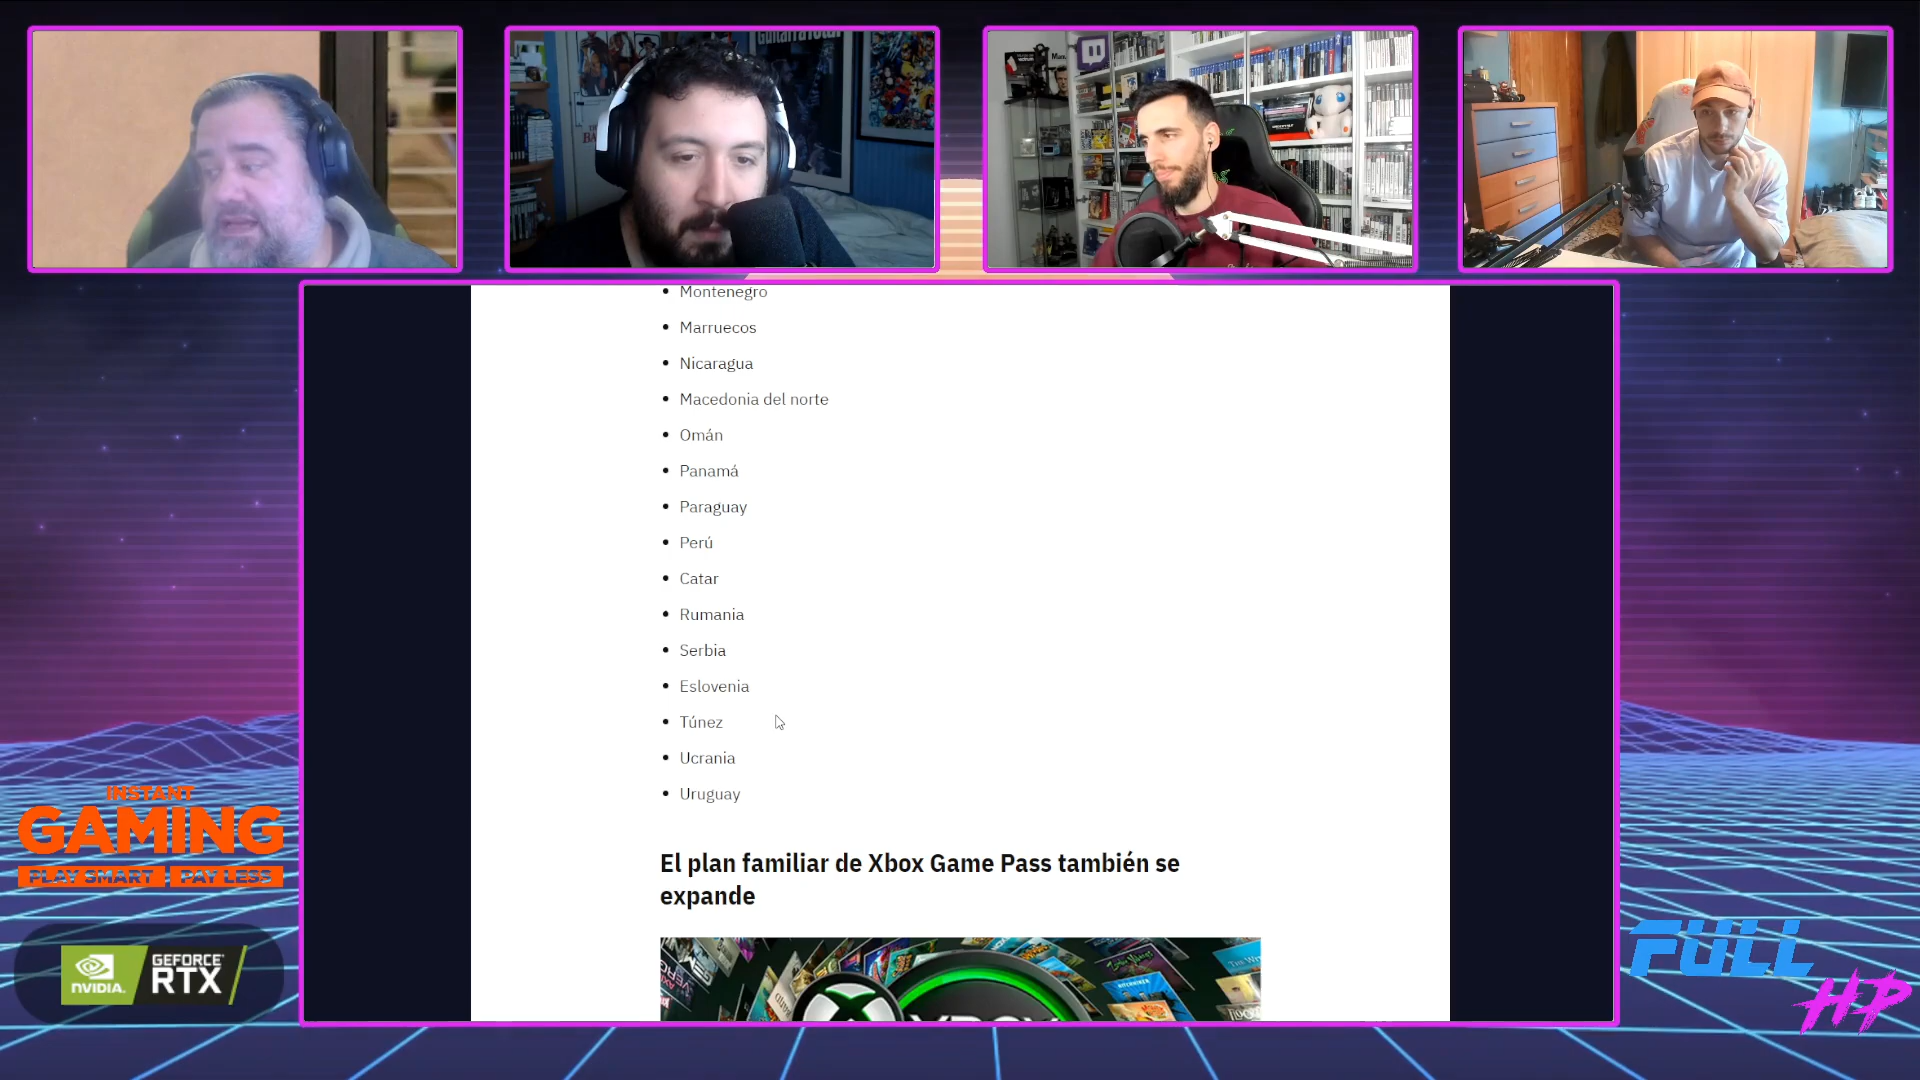 Montenegro
Marruecos
Nicaragua
Macedonia del norte
Omán
Panamá
Paraguay
Perú
Catar
Rumania
Serbia
Eslovenia
Túnez
Ucrania
Uruguay
El plan familiar de Xbox Game Pass también se
expande
INSTANT
GAMING
PLAY SMART PAY LESS
NVIDIA.
GEFORCE
RTX
FULL
HP